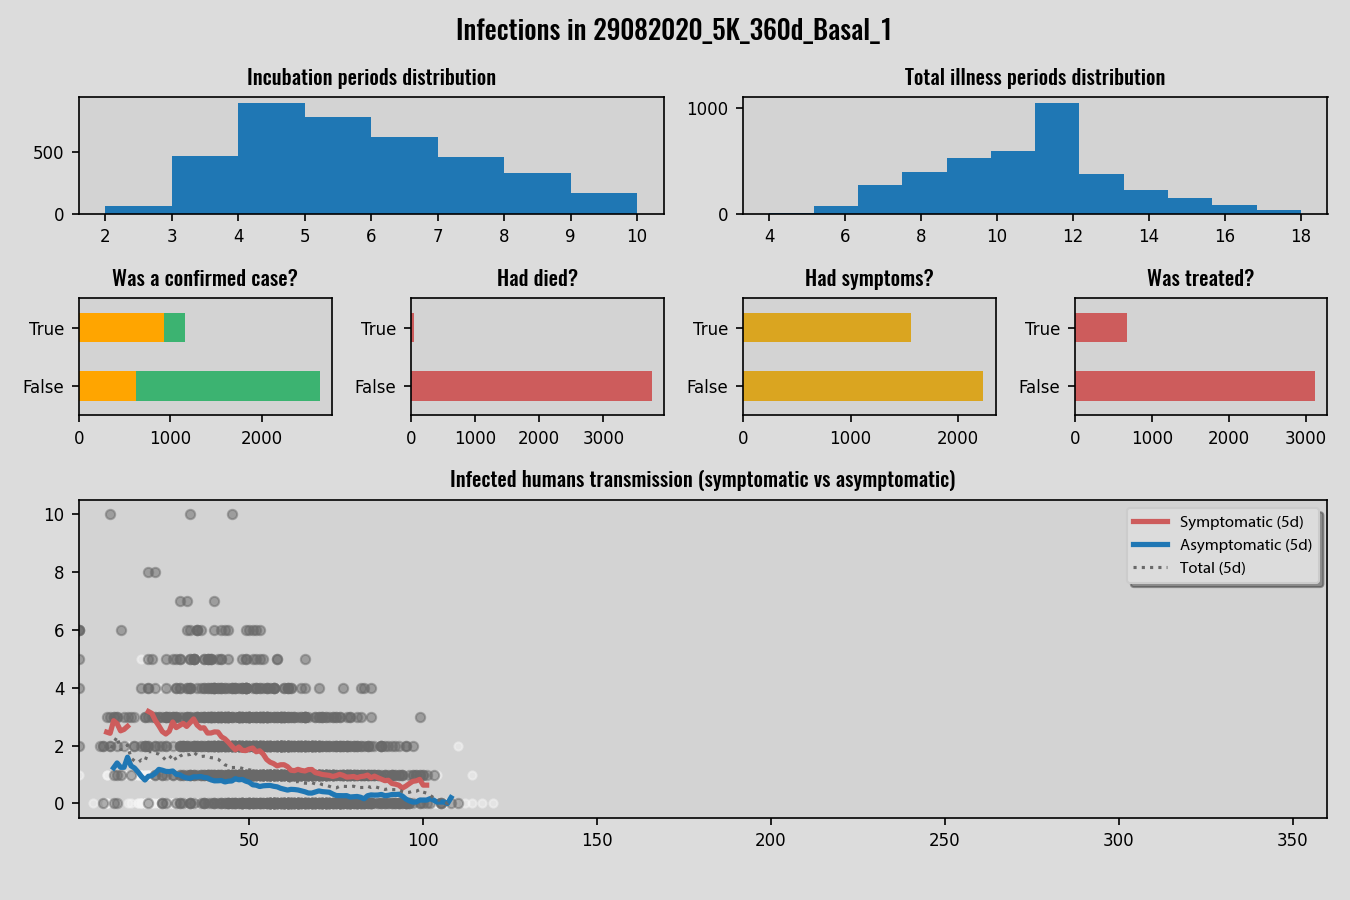 Infections in 29082020_5K_360d_Basal_1
Incubation periods distribution
500
0
2 3 4 5 6 7 8 9 10
Total illness periods distribution
1000
0
4 6 8 10 12 14 16 18
Was a confirmed case?
True
False
0 1000 2000
Had died?
True
False
0 1000 2000 3000
Had symptoms?
True
False
0 1000 2000
Was treated?
True
False
0 1000 2000 3000
Infected humans transmission (symptomatic vs asymptomatic)
10
8
6
4
2
0
50 100 150 200 250 300 350
Symptomatic (5d)
Asymptomatic (5d)
Total (5d)